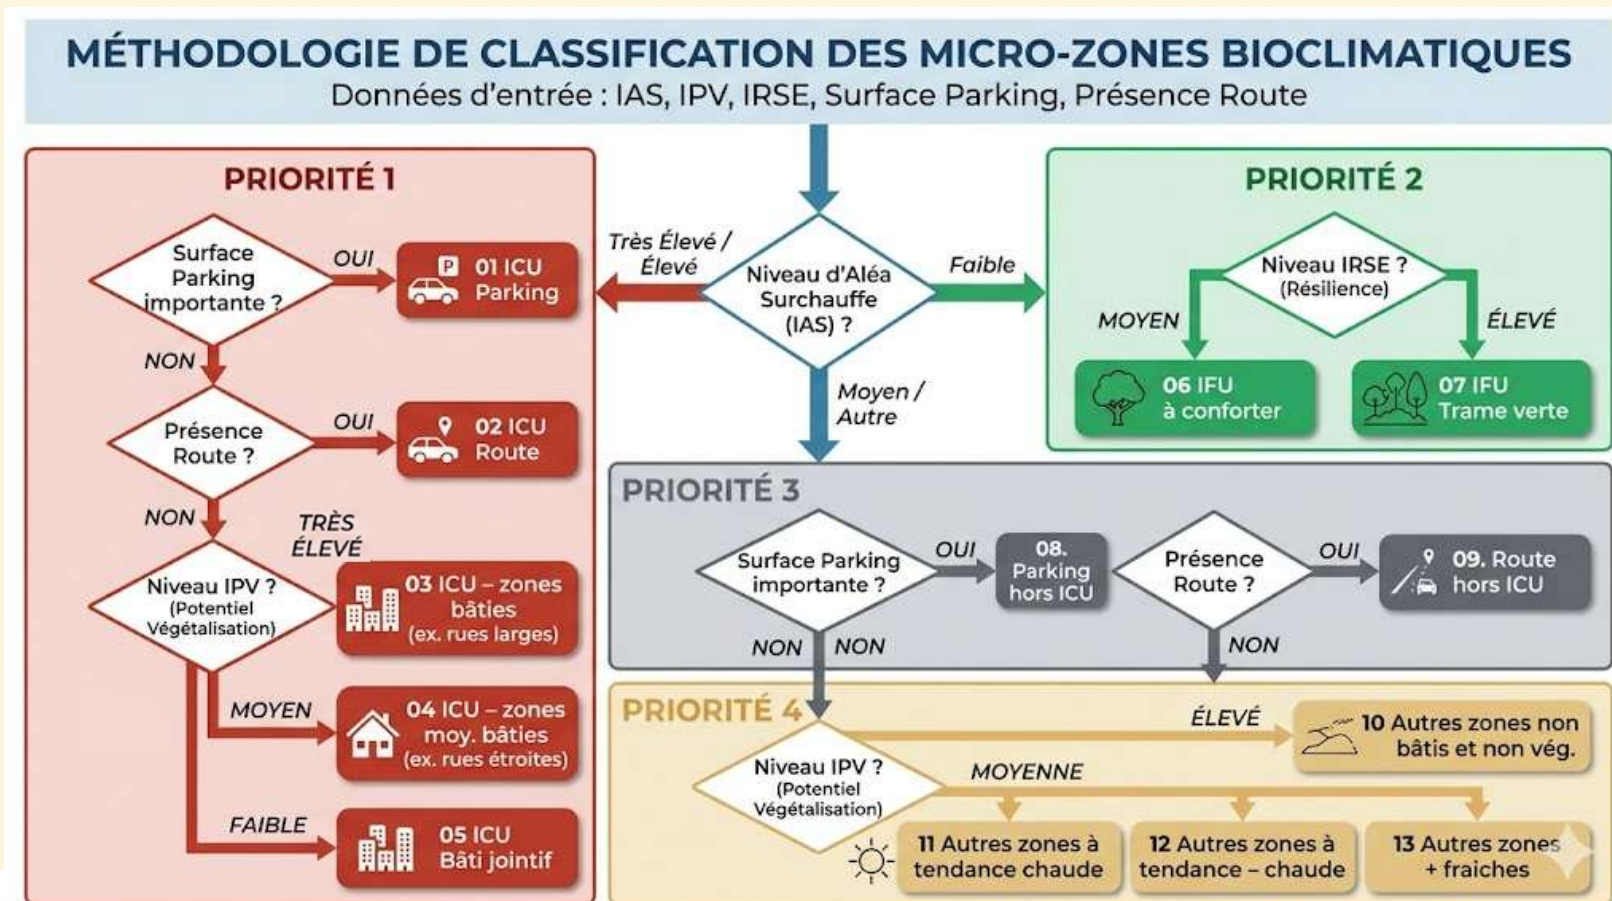 MÉTHODOLOGIE DE CLASSIFICATION DES MICRO-ZONES BIOCLIMATIQUES
Données d'entrée : IAS, IPV, IRSE, Surface Parking, Présence Route
PRIORITÉ 1
Surface
Parking
importante ?
OUI
P
01 ICU
Parking
NON
Présence
Route ?
OUI
02 ICU
Route
NON
TRÈS
ÉLEVÉ
Niveau IPV ?
(Potentiel
Végétalisation)
03 ICU – zones
bâties
(ex. rues larges)
MOYEN
04 ICU – zones
moy. bâties
(ex. rues étroites)
FAIBLE
05 ICU
Bâti jointif
Très Élevé /
Élevé
Niveau d'Aléa
Surchauffe
(IAS) ?
Faible
Moyen /
Autre
PRIORITÉ 2
Niveau IRSE ?
(Résilience)
MOYEN
ÉLEVÉ
06 IFU
à conforter
07 IFU
Trame verte
PRIORITÉ 3
Surface Parking
importante ?
OUI
08.
Parking
hors ICU
Présence
Route ?
OUI
09. Route
hors ICU
NON
NON
NON
PRIORITÉ 4
Niveau IPV ?
(Potentiel
Végétalisation)
ÉLEVÉ
10 Autres zones non
bâtis et non vég.
MOYENNE
11 Autres zones à
tendance chaude
12 Autres zones à
tendance – chaude
13 Autres zones
+ fraiches